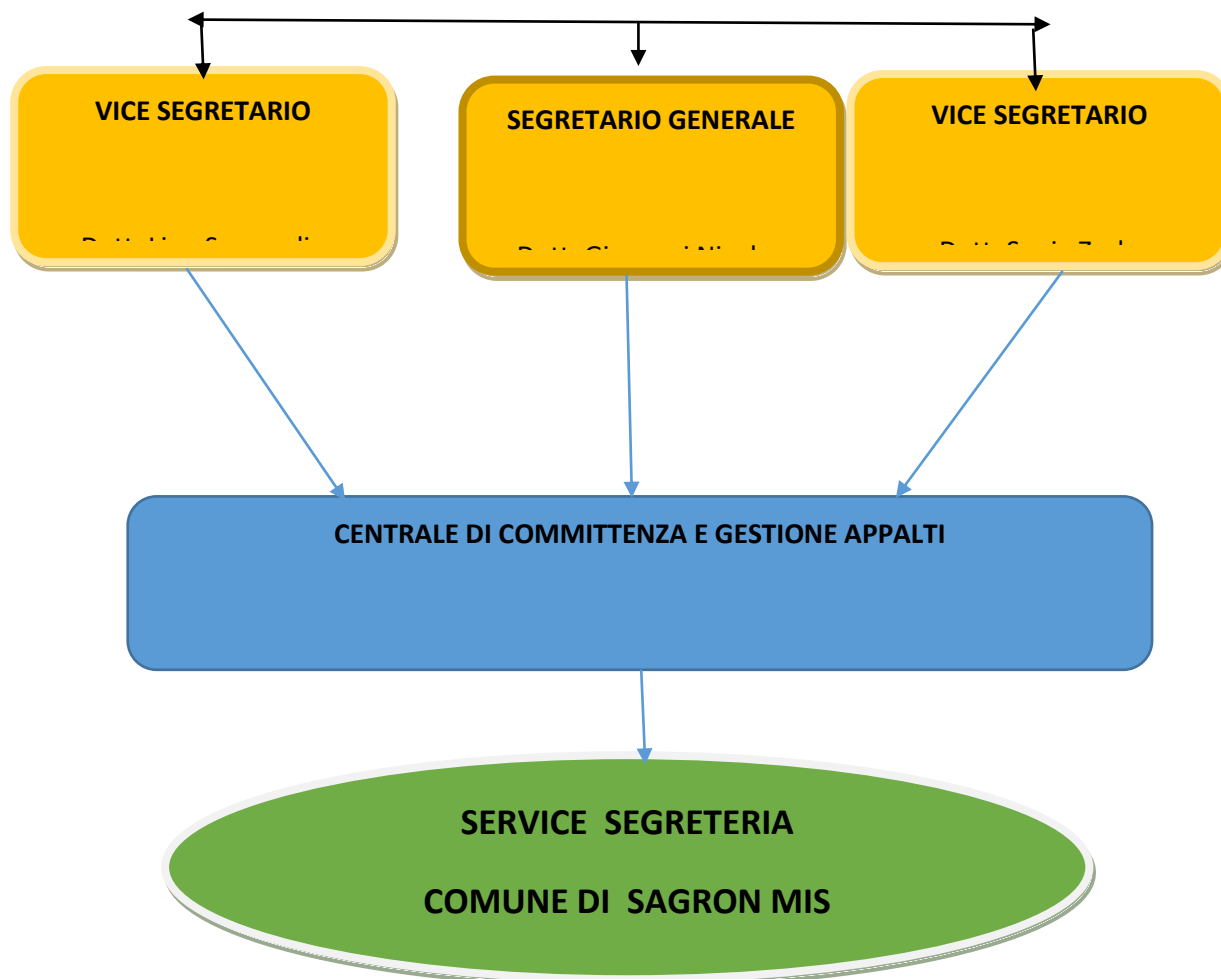 VICE SEGRETARIO
SEGRETARIO GENERALE
VICE SEGRETARIO
CENTRALE DI COMMITTENZA E GESTIONE APPALTI
SERVICE SEGRETERIA
COMUNE DI SAGRON MIS